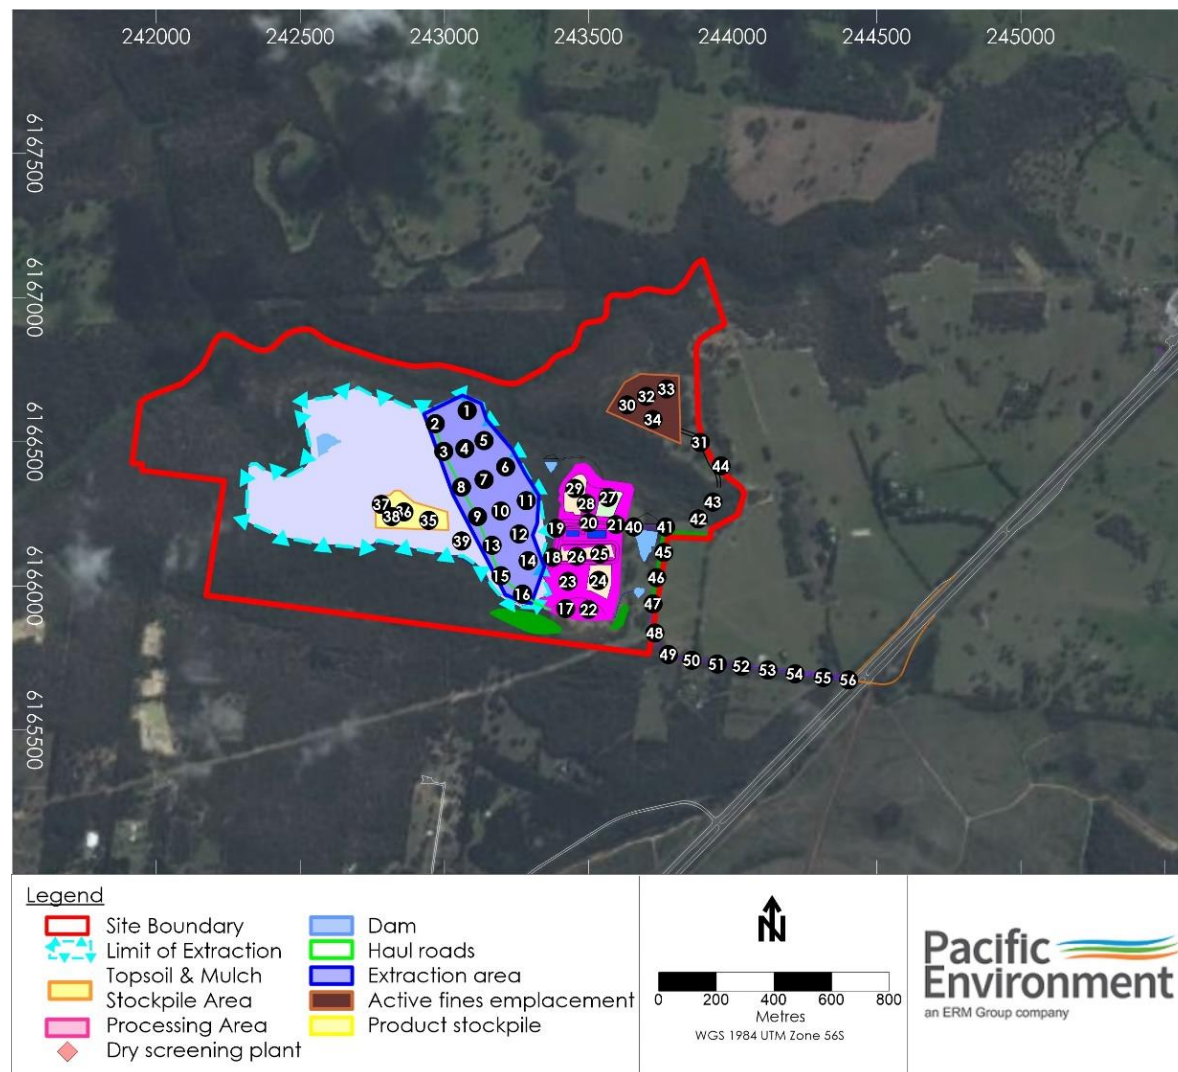 242000 242500 243000 243500 244000 244500 245000
6167500
6167000
6166500
6166000
6165500
1
2
5
3 4
6
7
8
11
10
9
12
13
14
15
16
37
36
38 35
39
33
32
30
34
31
44
43
42
29
27
28
19 20 21 40 41
18 26 25
45
23 24
46
17 22
47
48
49 50 51 52 53 54 55 56
Legend
Site Boundary
Limit of Extraction
Topsoil & Mulch
Stockpile Area
Processing Area
Dry screening plant
Dam
Haul roads
Extraction area
Active fines emplacement
Product stockpile
N
0 200 400 600 800
Metres
WGS 1984 UTM Zone 56S
Pacific
Environment
an ERM Group company